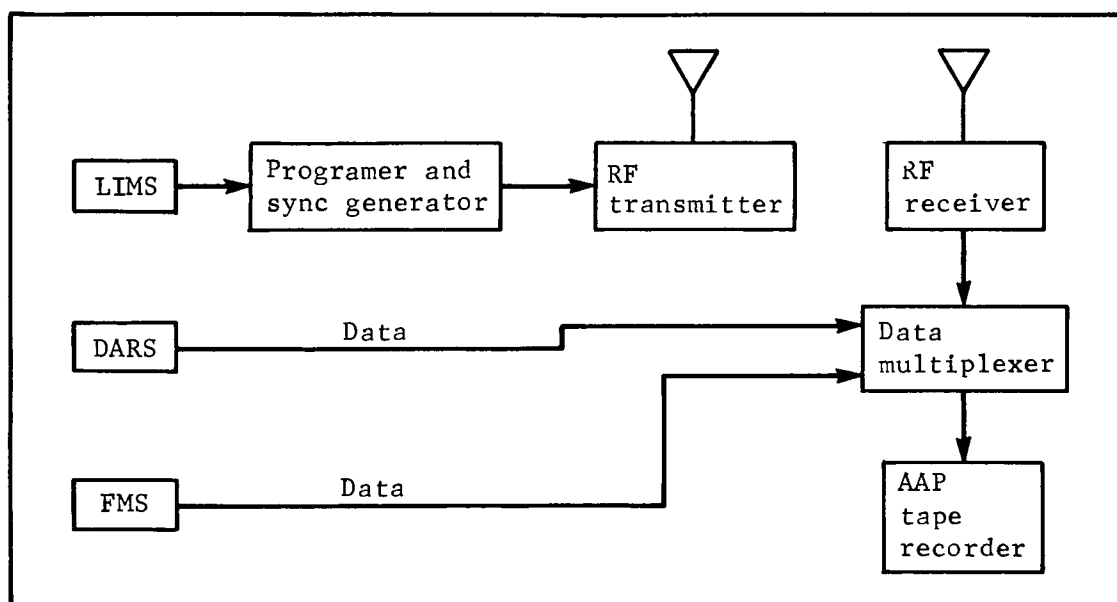 LIMS
Programer and
sync generator
RF
transmitter
RF
receiver
DARS
Data
Data
multiplexer
FMS
Data
AAP
tape
recorder